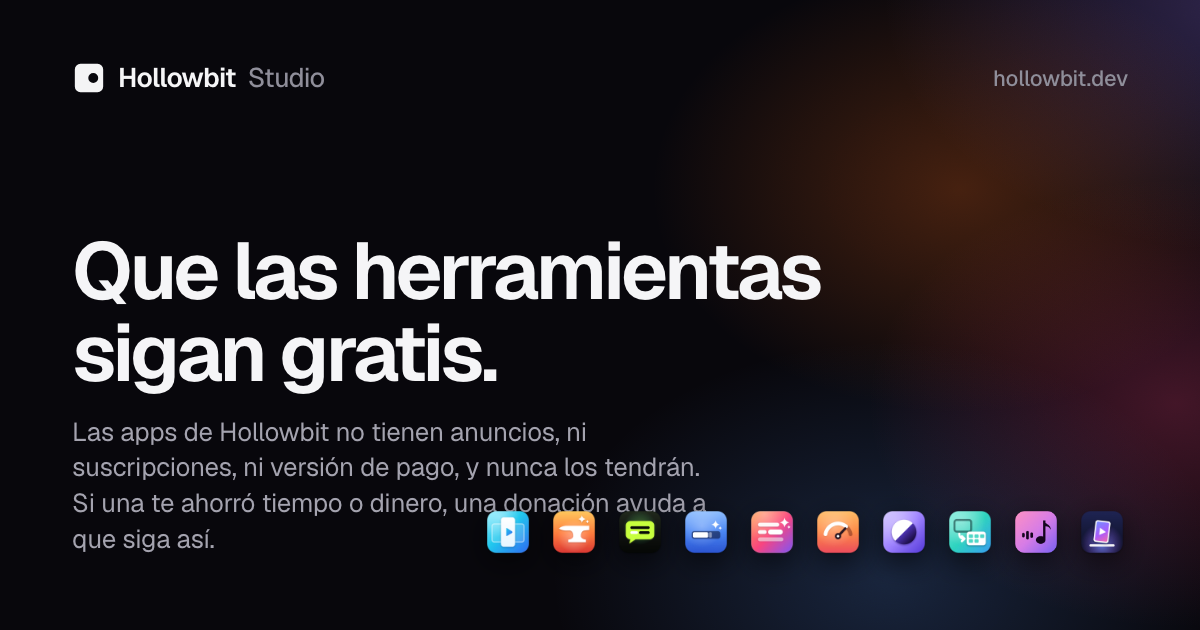 Hollowbit Studio
hollowbit.dev
Que las herramientas
sigan gratis.
Las apps de Hollowbit no tienen anuncios, ni
suscripciones, ni versión de pago, y nunca los tendrán.
Si una te ahorró tiempo o dinero, una donación ayuda a
que siga así.